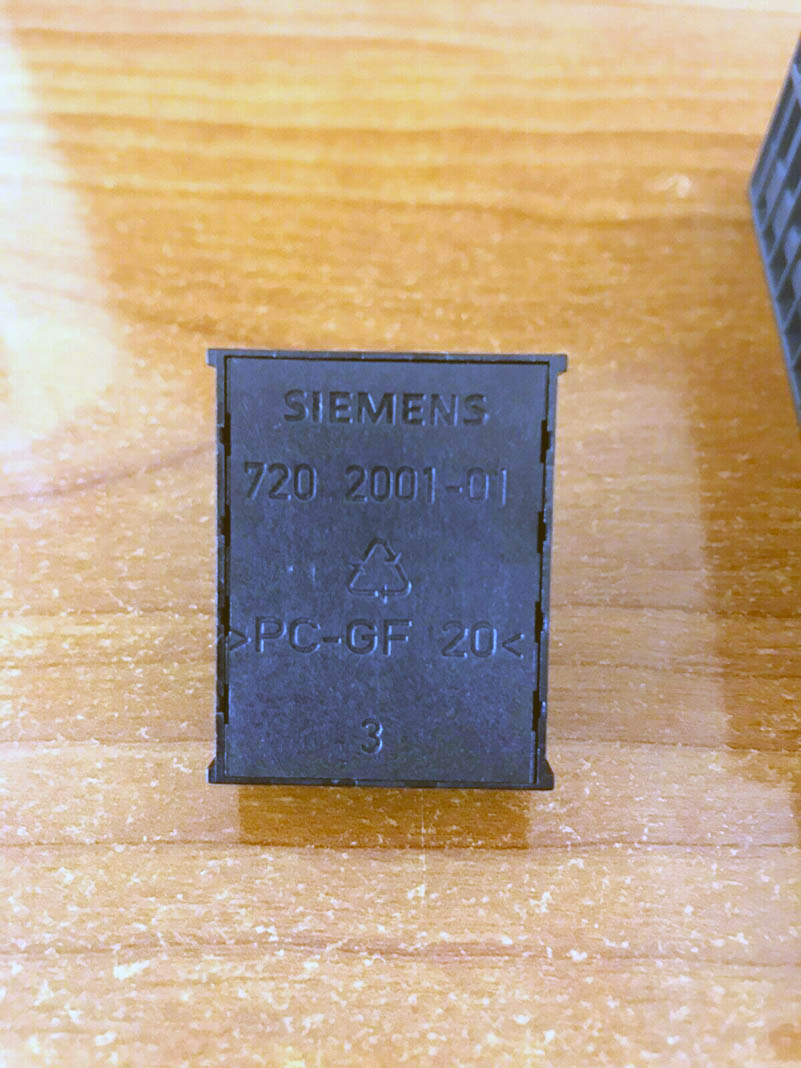 SIEMENS
720 2001-01
>PC-GF 20<
3